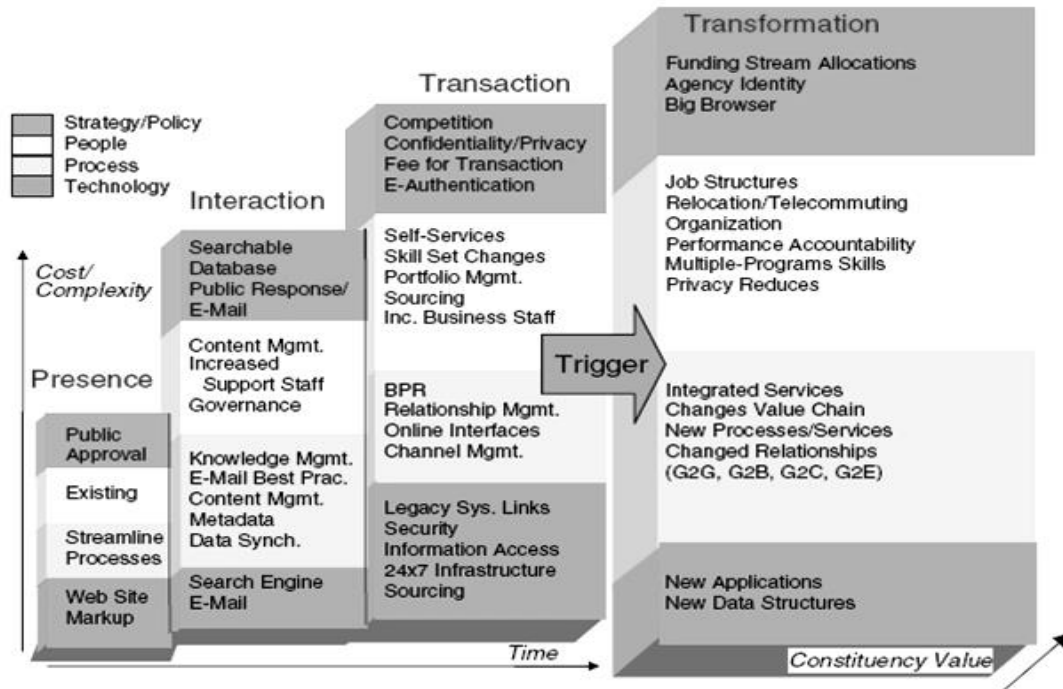 Transformation
Funding Stream Allocations
Agency Identity
Big Browser
Transaction
Competition
Confidentiality/Privacy
Fee for Transaction
E-Authentication
Strategy/Policy
People
Process
Technology
Interaction
Searchable
Database
Public Response/
E-Mail
Self-Services
Skill Set Changes
Portfolio Mgmt.
Sourcing
Inc. Business Staff
Job Structures
Relocation/Telecommuting
Organization
Performance Accountability
Multiple-Programs Skills
Privacy Reduces
Cost/
Complexity
Content Mgmt.
Increased
Support Staff
Governance
Trigger
Presence
Public
Approval
Existing
Streamline
Processes
Web Site
Markup
Knowledge Mgmt.
E-Mail Best Prac.
Content Mgmt.
Metadata
Data Synch.
Search Engine
E-Mail
BPR
Relationship Mgmt.
Online Interfaces
Channel Mgmt.
Legacy Sys. Links
Security
Information Access
24x7 Infrastructure
Sourcing
Integrated Services
Changes Value Chain
New Processes/Services
Changed Relationships
(G2G, G2B, G2C, G2E)
New Applications
New Data Structures
Time
Constituency Value